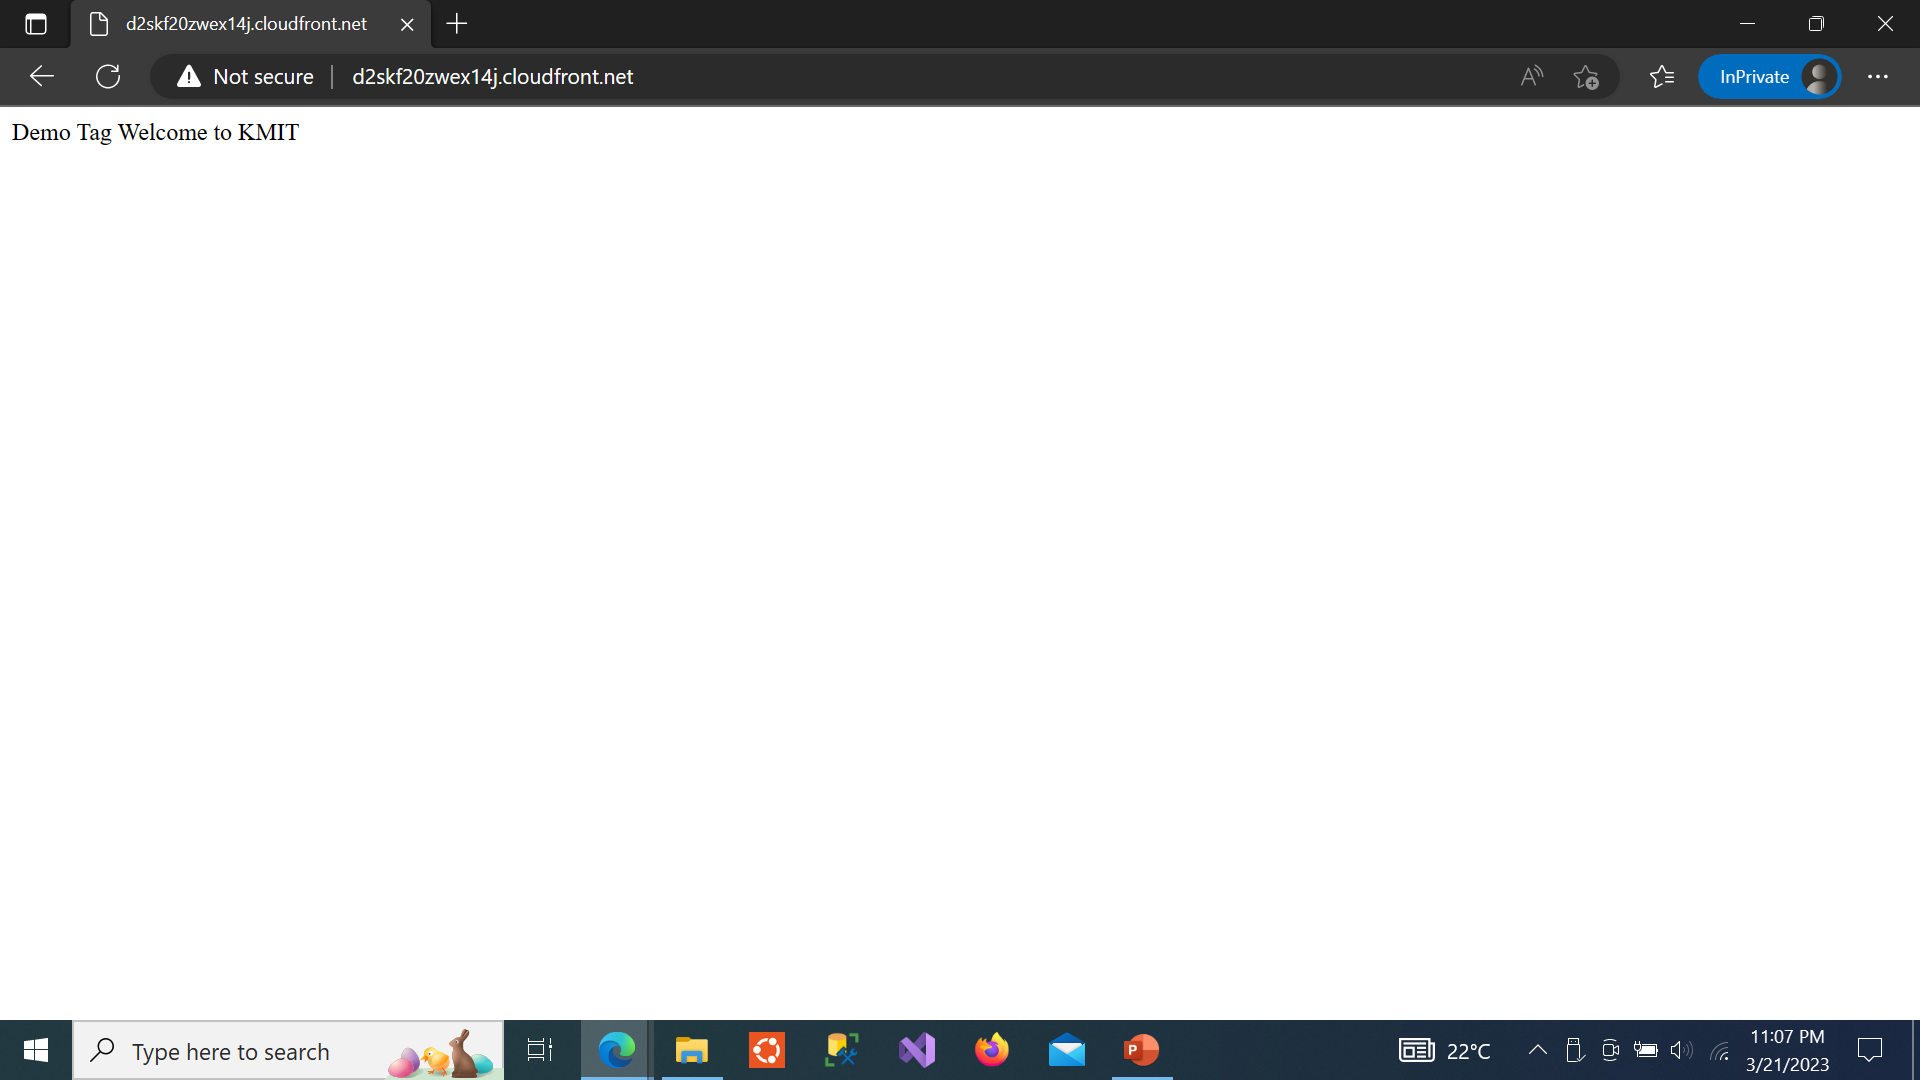 d2skf20zwex14j.cloudfront.net
Not secure d2skf20zwex14j.cloudfront.net
InPrivate
Demo Tag Welcome to KMIT
Type here to search
P
22°C
11:07 PM
3/21/2023